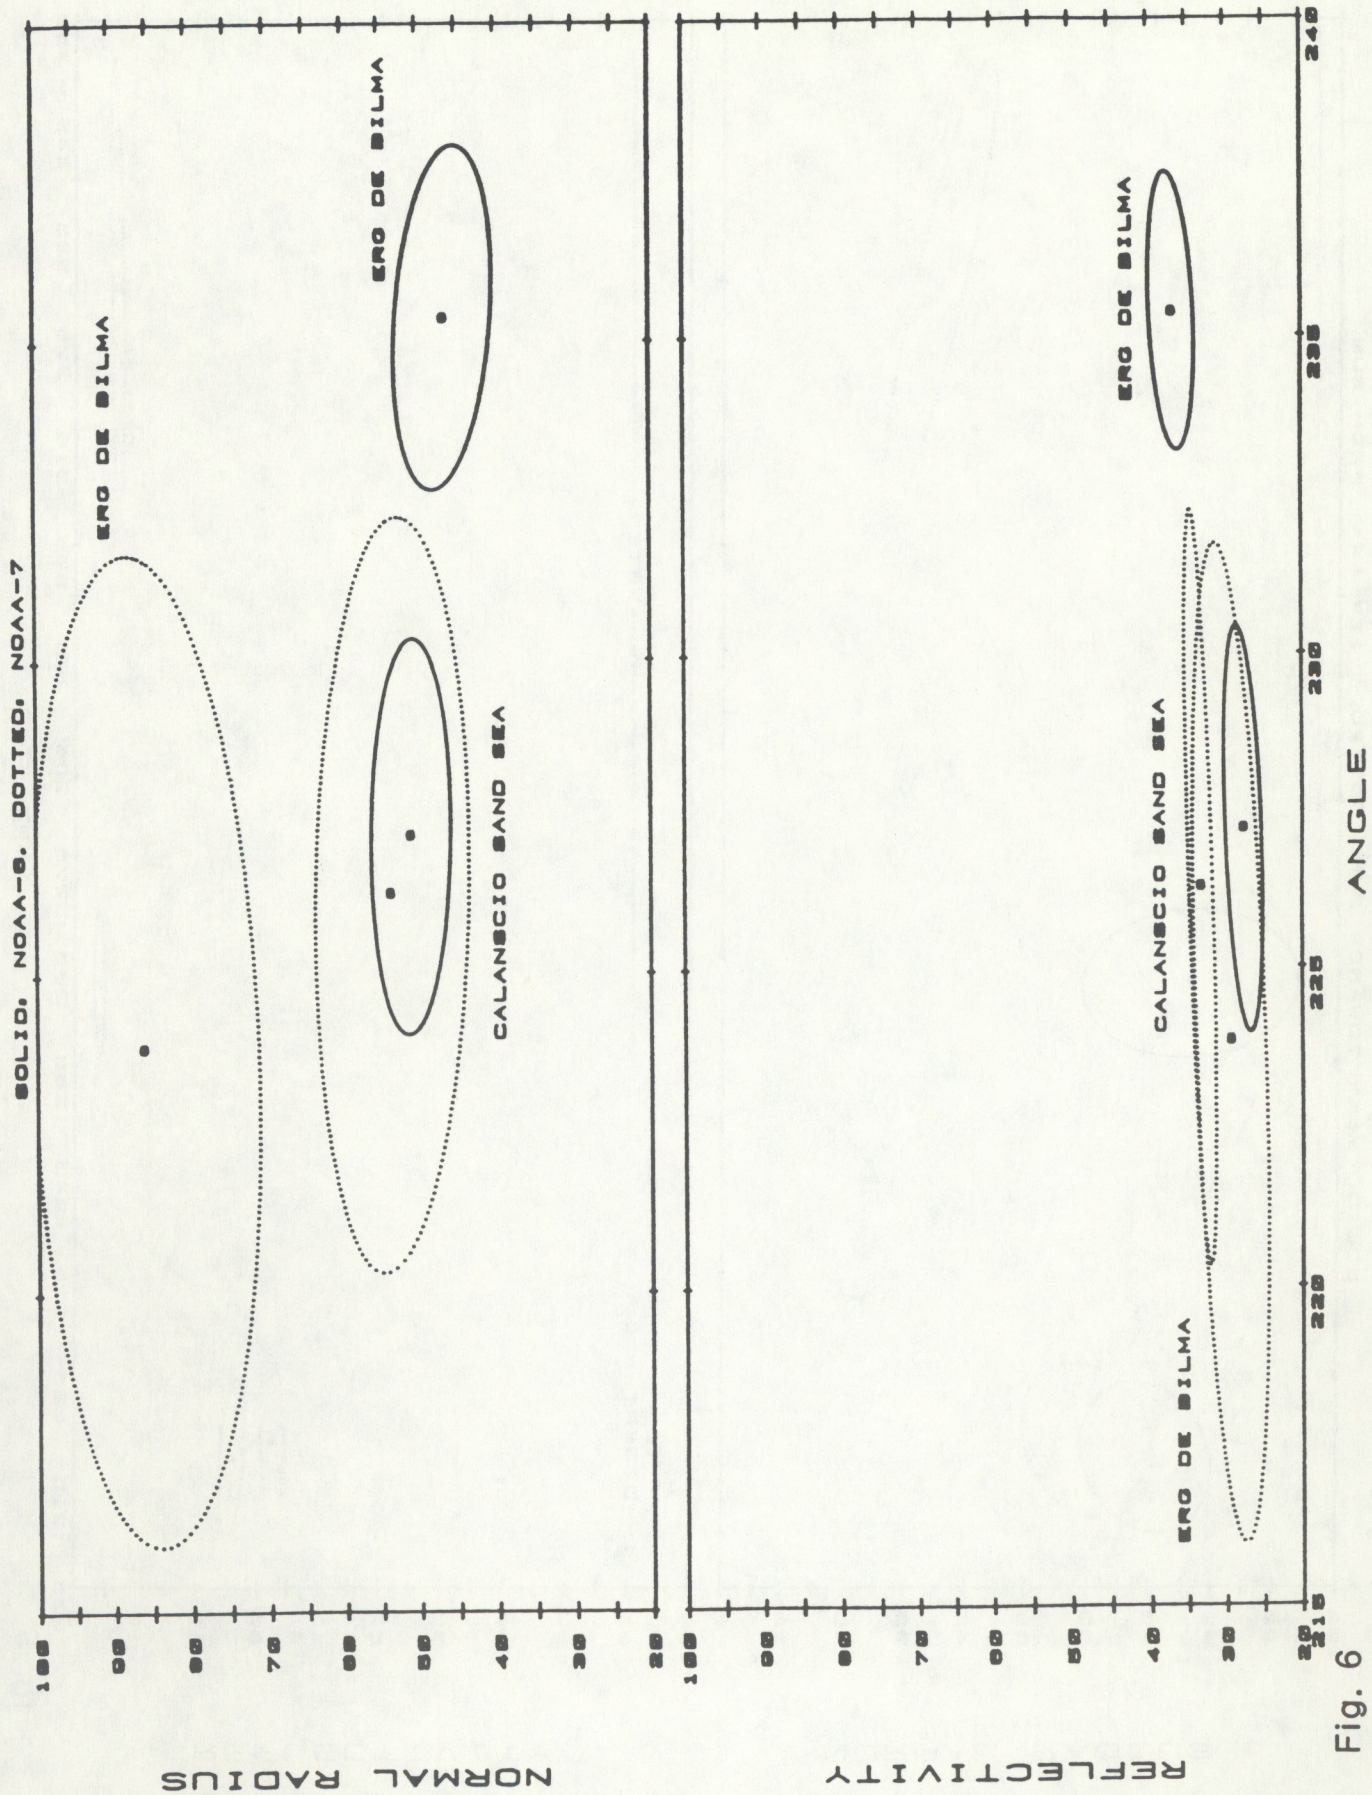 SOLID, NOAA-6. DOTTED, NOAA-7
NORMAL RADIUS
100
90
80
70
60
50
40
30
20
ERG DE BILMA
ERG DE BILMA
CALANSCIO SAND SEA
REFLECTIVITY
100
90
80
70
60
50
40
30
20
ERG DE BILMA
CALANSCIO SAND SEA
ERG DE BILMA
215
220
225
230
235
240
ANGLE
Fig. 6